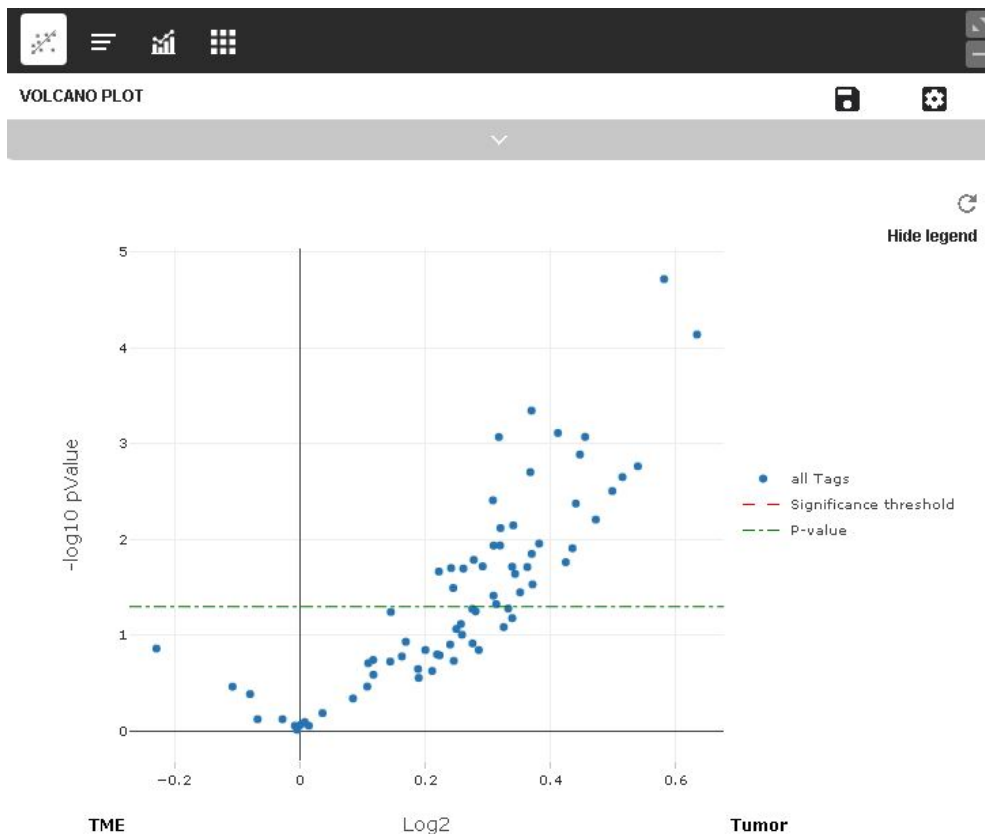 VOLCANO PLOT
Hide legend
5
4
3
2
1
0
-log10 pValue
all Tags
Significance threshold
P-value
−0.2 0 0.2 0.4 0.6
TME Log2 Tumor